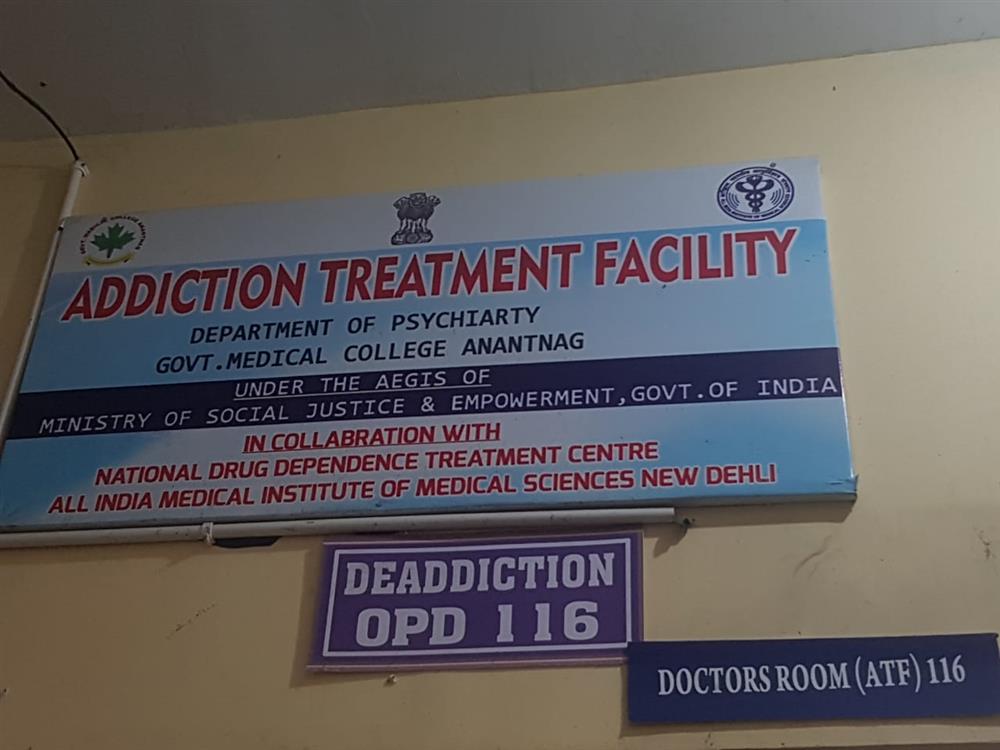 ADDICTION TREATMENT FACILITY
DEPARTMENT OF PSYCHIARTY
GOVT.MEDICAL COLLEGE ANANTNAG
UNDER THE AEGIS OF
MINISTRY OF SOCIAL JUSTICE & EMPOWERMENT,GOVT.OF INDIA
IN COLLABRATION WITH
NATIONAL DRUG DEPENDENCE TREATMENT CENTRE
ALL INDIA MEDICAL INSTITUTE OF MEDICAL SCIENCES NEW DEHLI
DEADDICTION
OPD 116
DOCTORS ROOM (ATF) 116